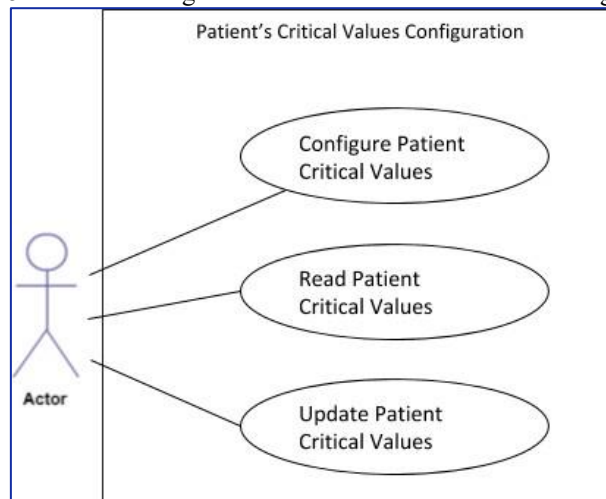 Patient's Critical Values Configuration
Configure Patient
Critical Values
Read Patient
Critical Values
Actor
Update Patient
Critical Values